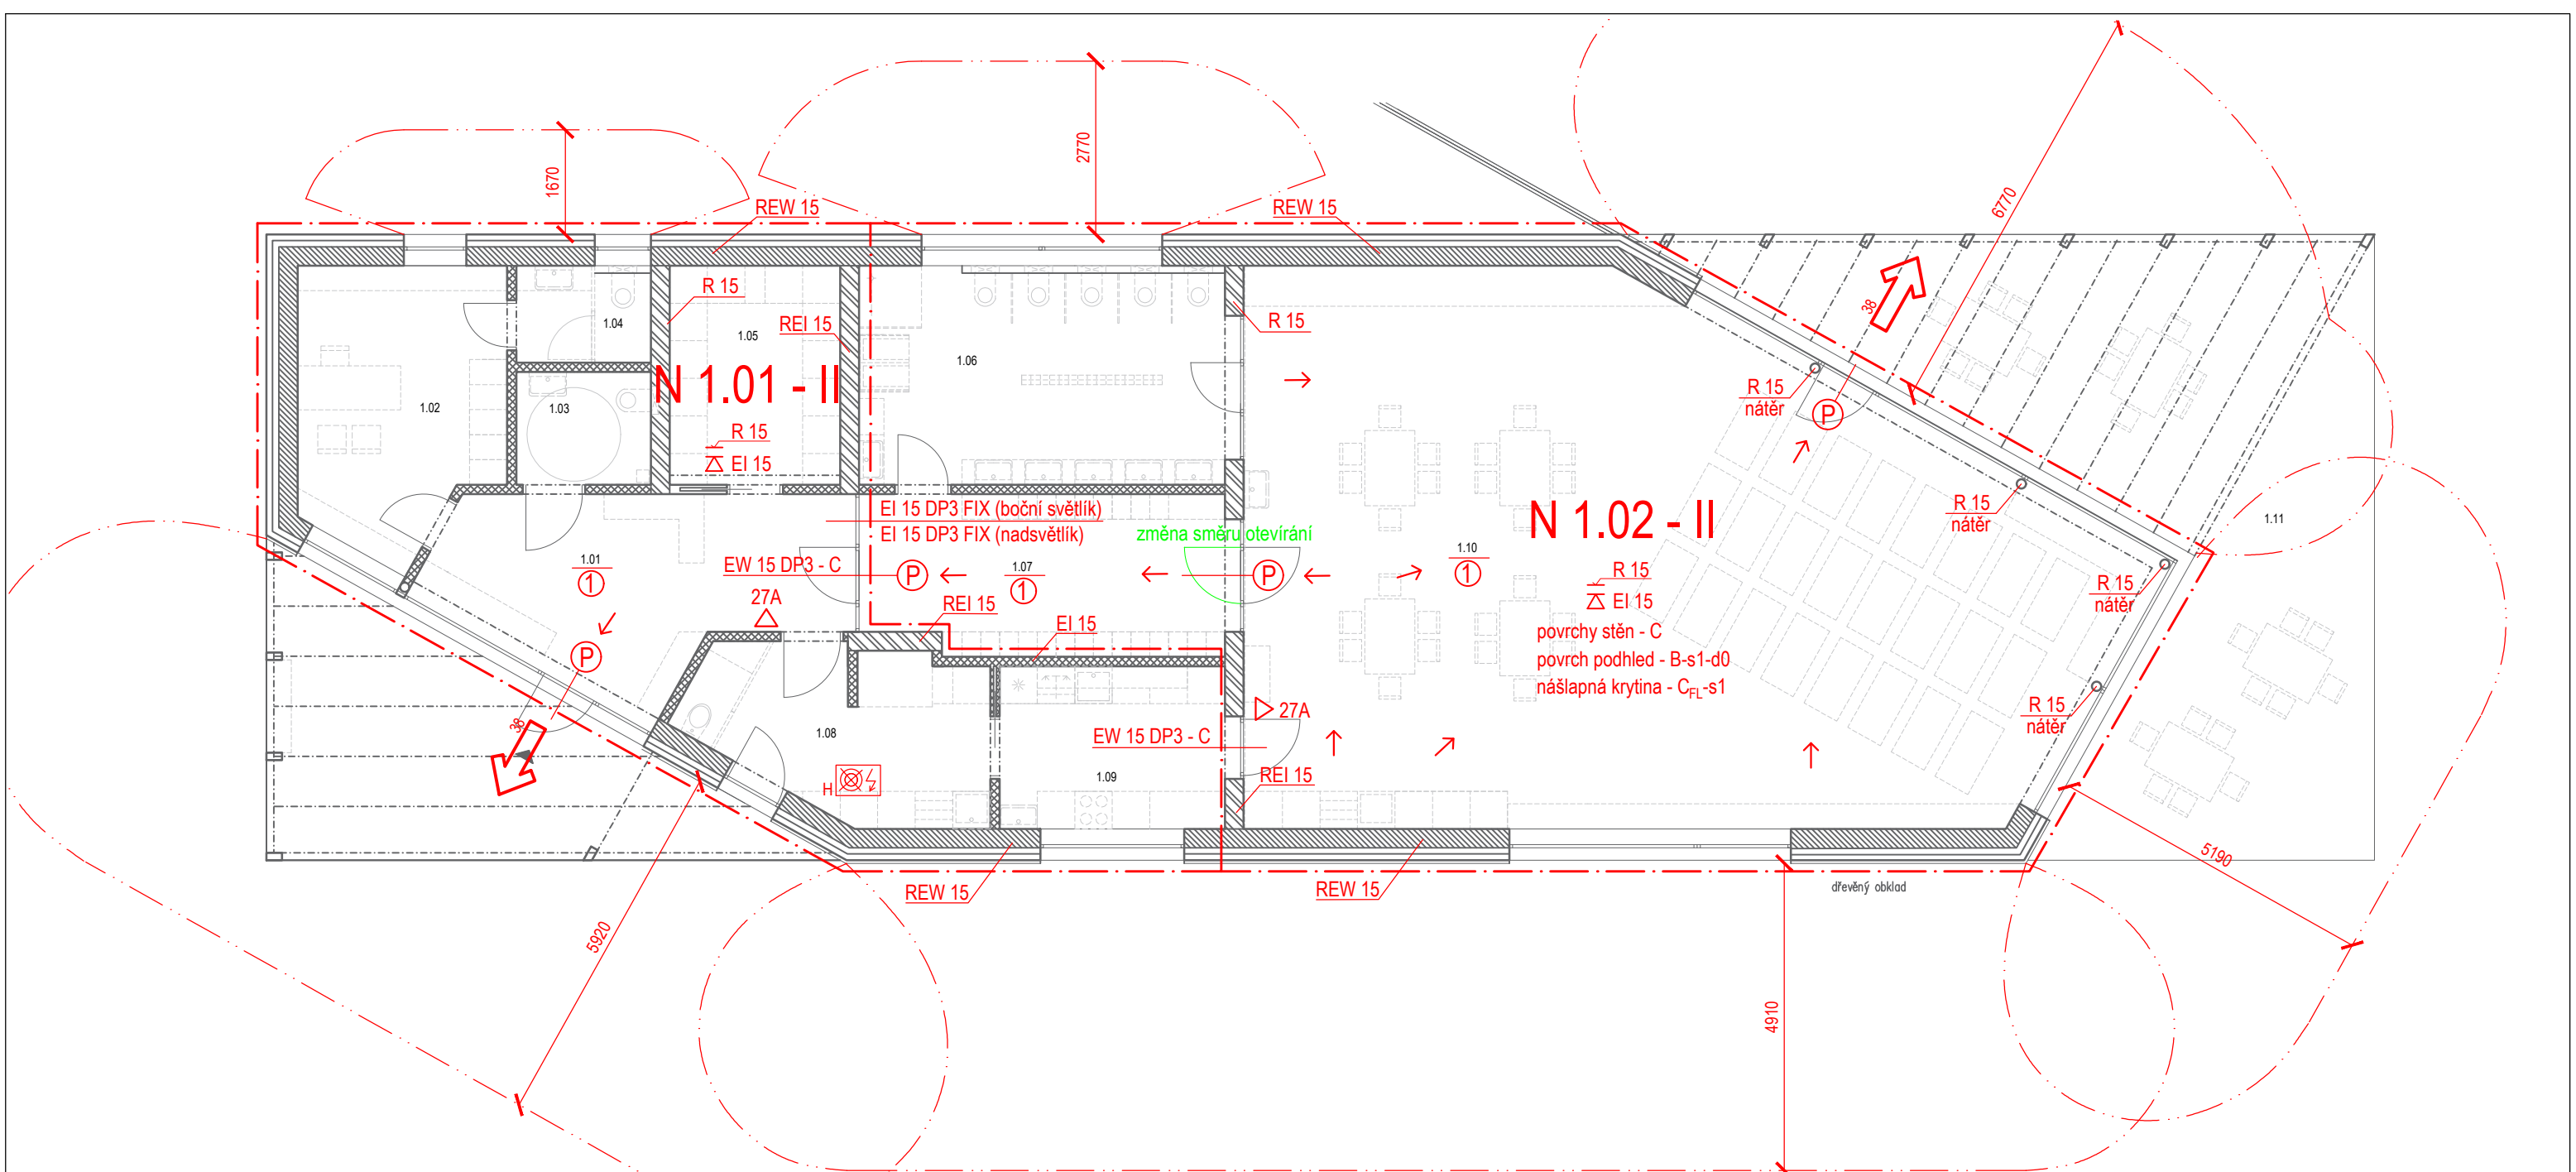 6770
2770
1670
REW 15
REW 15
R 15
1.04
1.05
REI 15
R 15
38
1.06
N 1.01 - II
R 15
nátěr
P
1.02
1.03
R 15
EI 15
EI 15 DP3 FIX (boční světlík)
EI 15 DP3 FIX (nadsvětlík)
změna směru otevírání
N 1.02 - II
R 15
nátěr
1.11
1.01
1
EW 15 DP3 - C
P
1.07
1
P
1.10
1
R 15
EI 15
R 15
nátěr
27A
REI 15
EI 15
povrchy stěn - C
povrch podhled - B-s1-d0
nášlapná krytina - CFL-s1
P
38
1.08
27A
R 15
nátěr
EW 15 DP3 - C
H
1.09
REI 15
5190
REW 15
REW 15
dřevěný obklad
5920
4910